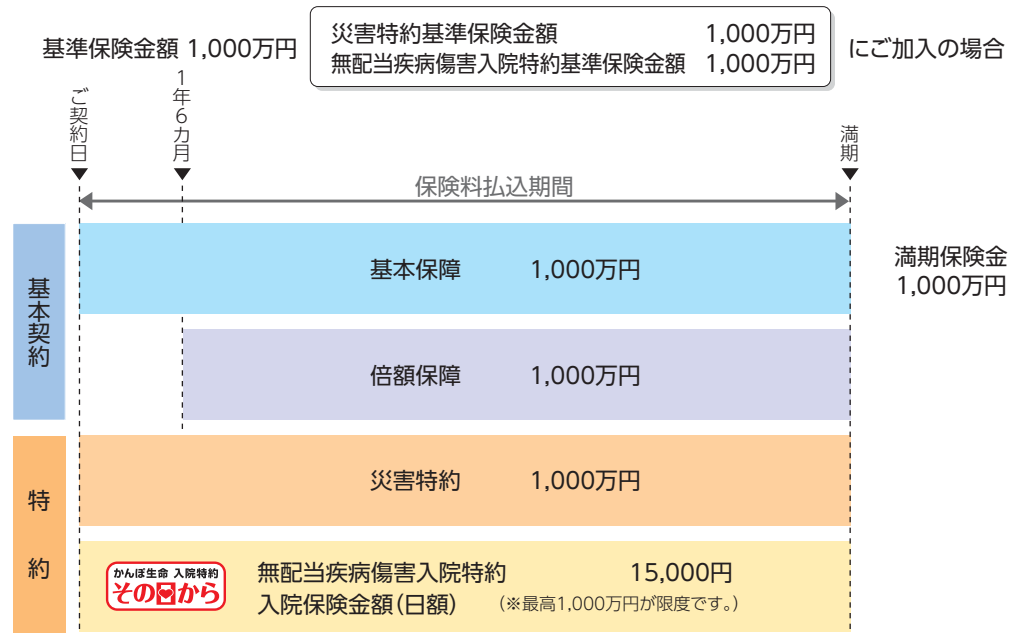 基準保険金額 1,000万円
災害特約基準保険金額 1,000万円
無配当疾病傷害入院特約基準保険金額 1,000万円
にご加入の場合
ご契約日
1年6カ月
満期
保険料払込期間
基本契約
基本保障 1,000万円
満期保険金
1,000万円
倍額保障 1,000万円
特約
災害特約 1,000万円
かんぽ生命 入院特約
その日から
無配当疾病傷害入院特約 15,000円
入院保険金額(日額) (※最高1,000万円が限度です。)